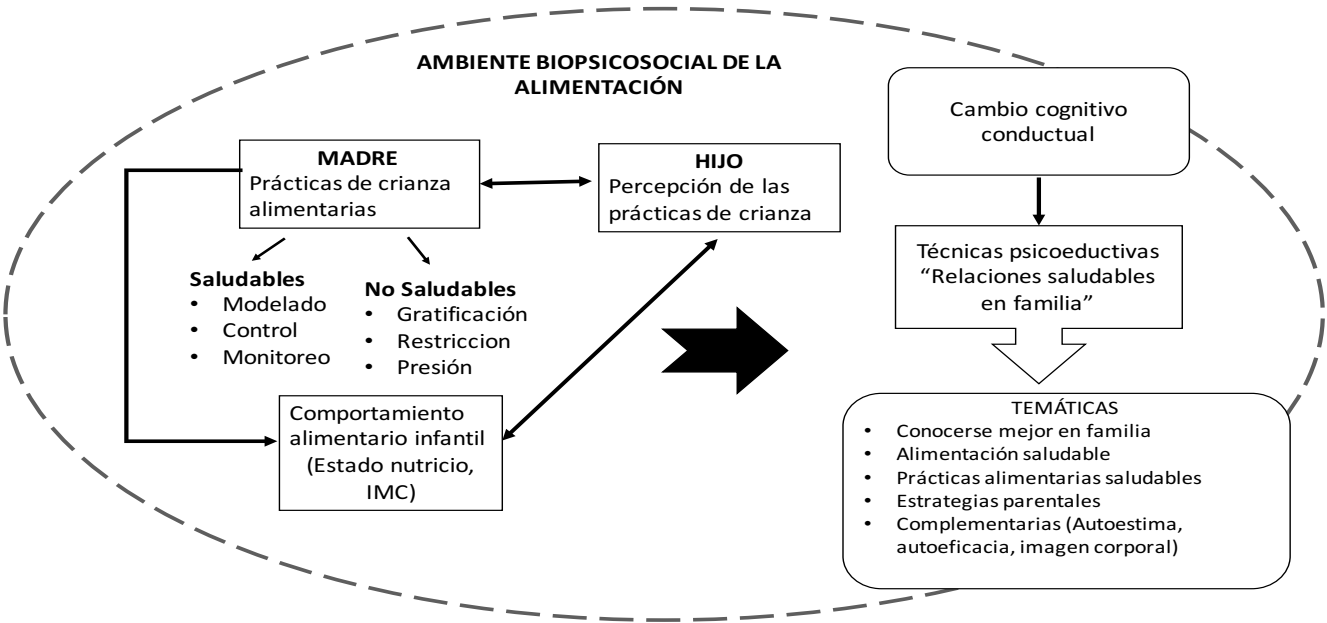 AMBIENTE BIOPSICOSOCIAL DE LA
ALIMENTACIÓN
MADRE
Prácticas de crianza
alimentarias
HIJO
Percepción de las
prácticas de crianza
Saludables
• Modelado
• Control
• Monitoreo
No Saludables
• Gratificación
• Restriccion
• Presión
Comportamiento
alimentario infantil
(Estado nutricio,
IMC)
Cambio cognitivo
conductual
Técnicas psicoeductivas
“Relaciones saludables
en familia”
TEMÁTICAS
• Conocerse mejor en familia
• Alimentación saludable
• Prácticas alimentarias saludables
• Estrategias parentales
• Complementarias (Autoestima,
autoeficacia, imagen corporal)